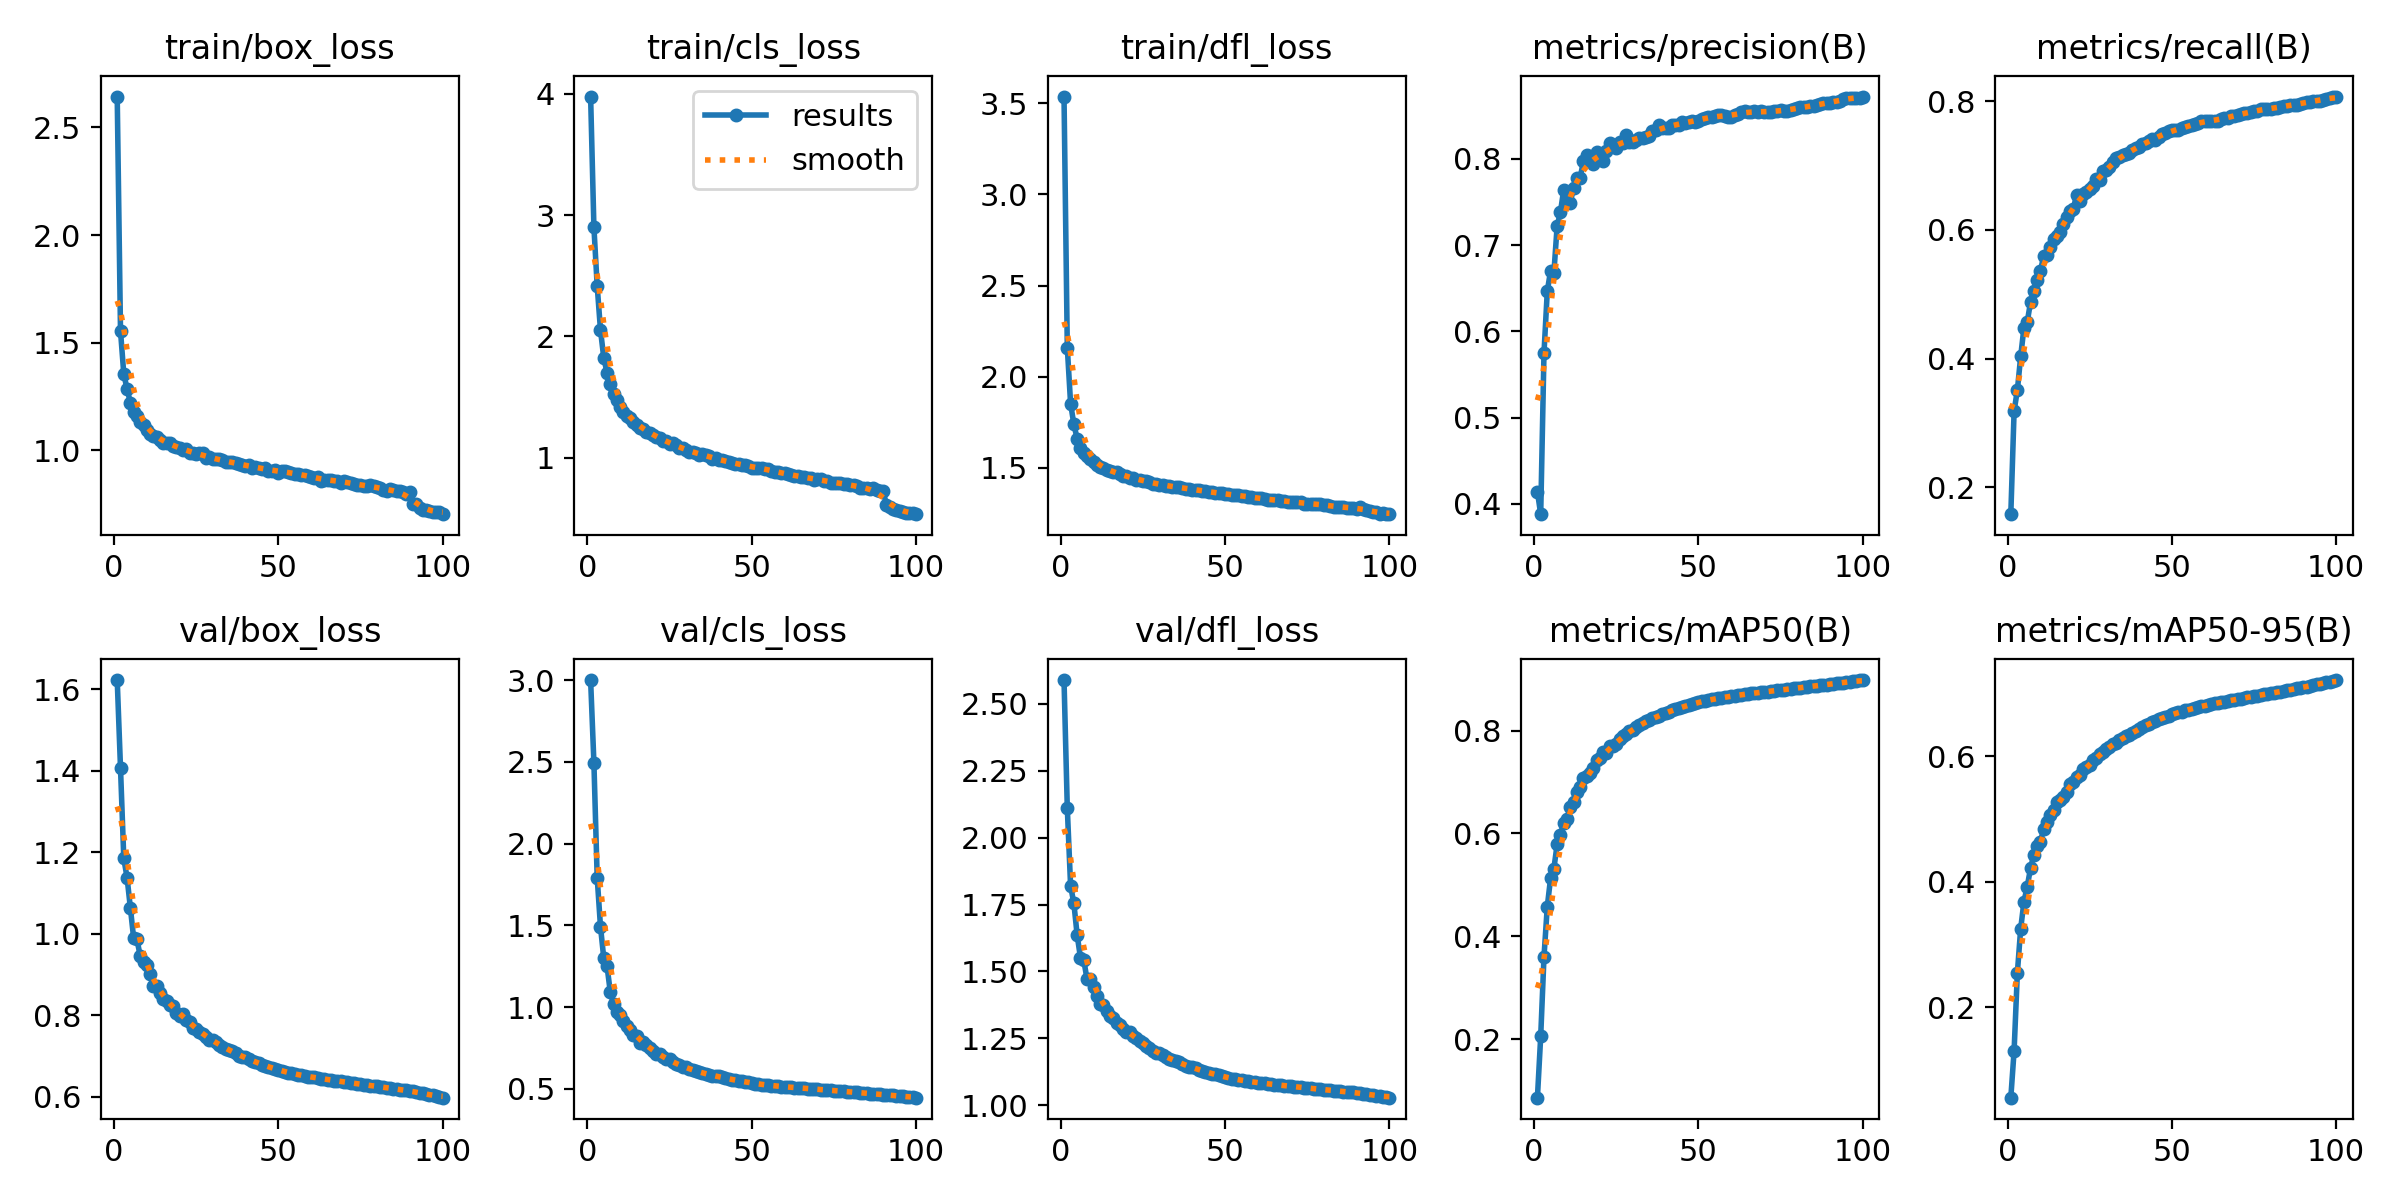 train/box_loss
train/cls_loss
train/dfl_loss
metrics/precision(B)
metrics/recall(B)
2.5
2.0
1.5
1.0
0 50 100
4
3
2
1
results
smooth
0 50 100
3.5
3.0
2.5
2.0
1.5
0 50 100
0.8
0.7
0.6
0.5
0.4
0 50 100
0.8
0.6
0.4
0.2
0 50 100
val/box_loss
val/cls_loss
val/dfl_loss
metrics/mAP50(B)
metrics/mAP50-95(B)
1.6
1.4
1.2
1.0
0.8
0.6
0 50 100
3.0
2.5
2.0
1.5
1.0
0.5
0 50 100
2.50
2.25
2.00
1.75
1.50
1.25
1.00
0 50 100
0.8
0.6
0.4
0.2
0 50 100
0.6
0.4
0.2
0 50 100